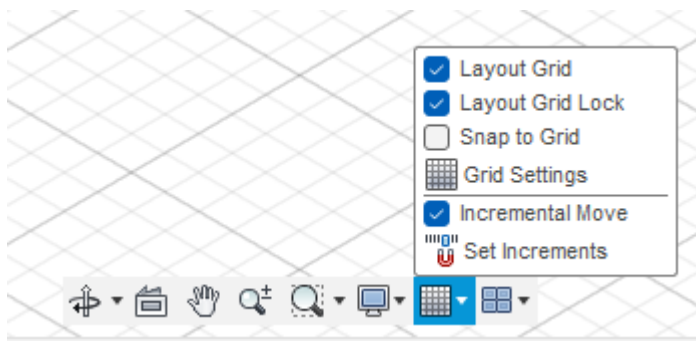 Layout Grid
Layout Grid Lock
Snap to Grid
Grid Settings
Incremental Move
Set Increments